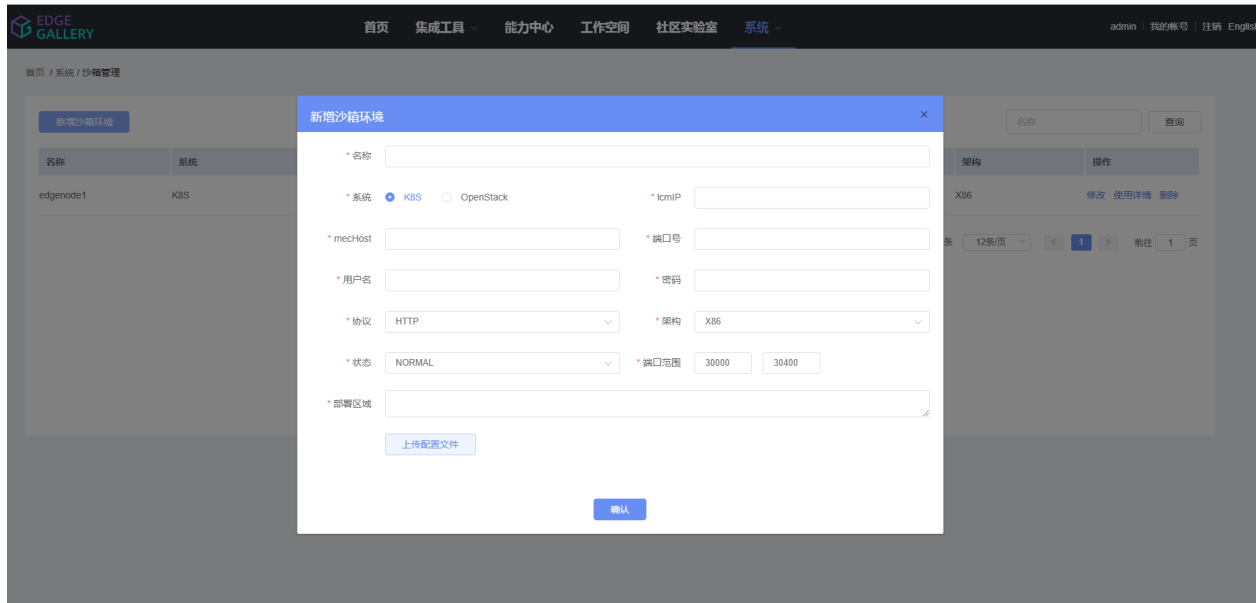 EDGE
GALLERY
首页 集成工具 能力中心 工作空间 社区实验室 系统 admin 我的帐号 注销 Englis
首页 / 系统 / 沙箱管理
新增沙箱环境 名称 查询
名称 系统 架构 操作
edgenode1 K8S X86 修改 使用详情 删除
条 12条/页 1 前往 1 页
新增沙箱环境 ×
* 名称
* 系统 K8S OpenStack * lcmIP
* mecHost * 端口号
* 用户名 * 密码
* 协议 HTTP * 架构 X86
* 状态 NORMAL * 端口范围 30000 30400
* 部署区域
上传配置文件
确认